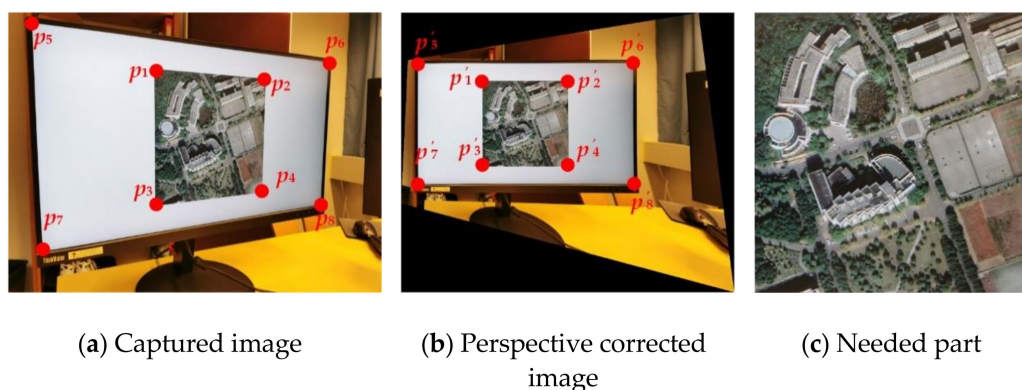 p5
p6
p1
p2
p3
p4
p7
p8
p′5
p′6
p′1
p′2
p′3
p′4
p′7
p′8
(a) Captured image
(b) Perspective corrected
image
(c) Needed part